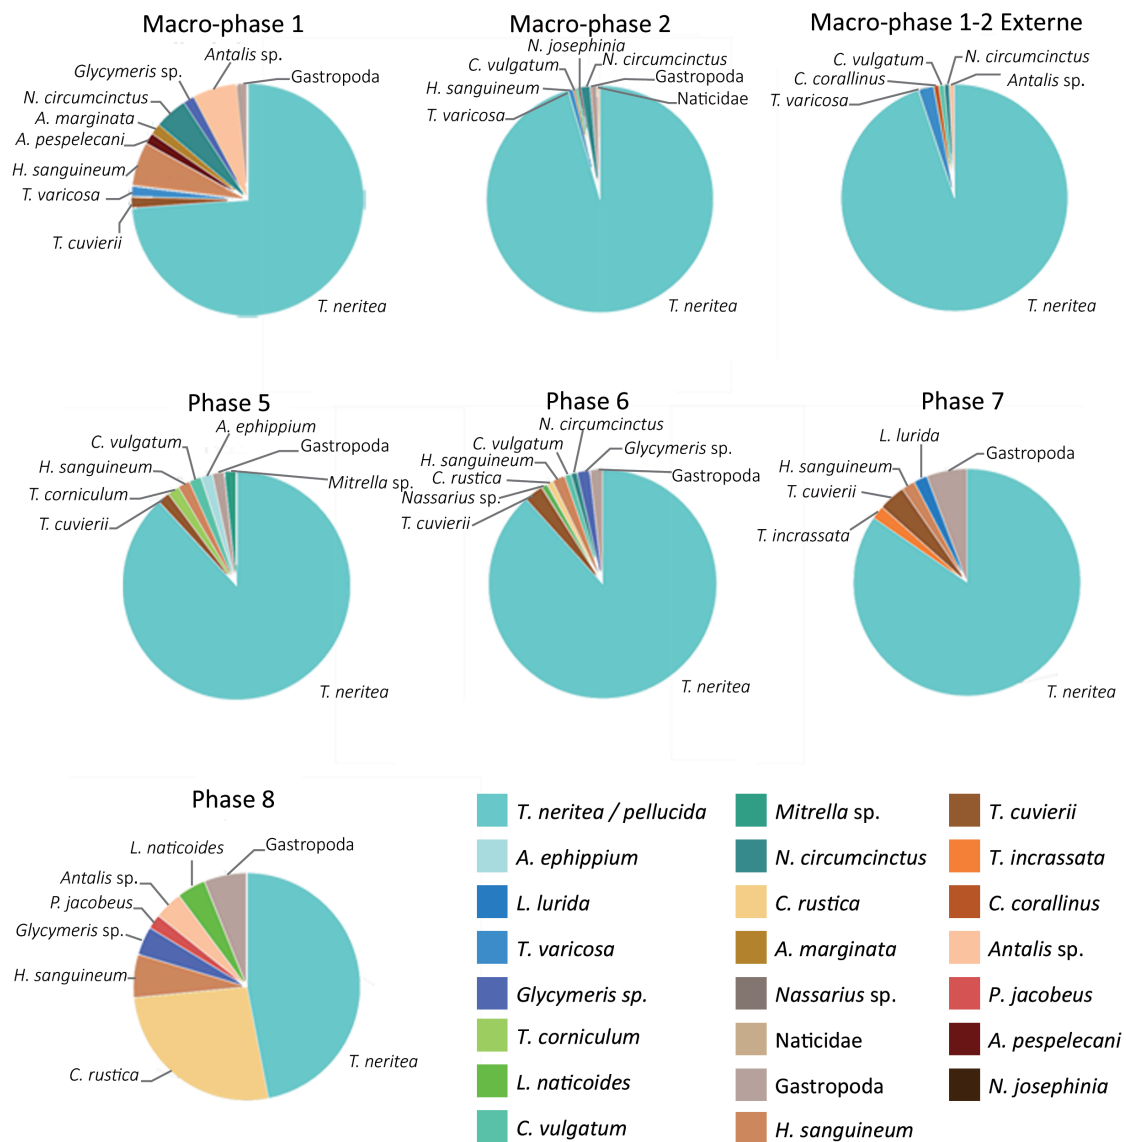 Macro-phase 1
Antalis sp.
Glycymeris sp.
Gastropoda
N. circumcinctus
A. marginata
A. pespelecani
H. sanguineum
T. varicosa
T. cuvierii
T. neritea
Macro-phase 2
N. josephinia
N. circumcinctus
C. vulgatum
Gastropoda
H. sanguineum
Naticidae
T. varicosa
T. neritea
Macro-phase 1-2 Externe
C. vulgatum
N. circumcinctus
C. corallinus
Antalis sp.
T. varicosa
T. neritea
Phase 5
A. ephippium
C. vulgatum
Gastropoda
H. sanguineum
Mitrella sp.
T. corniculum
T. cuvierii
T. neritea
Phase 6
N. circumcinctus
C. vulgatum
Glycymeris sp.
H. sanguineum
Gastropoda
C. rustica
Nassarius sp.
T. cuvierii
T. neritea
Phase 7
L. lurida
Gastropoda
H. sanguineum
T. cuvierii
T. incrassata
T. neritea
Phase 8
L. naticoides
Gastropoda
Antalis sp.
P. jacobeus
Glycymeris sp.
H. sanguineum
C. rustica
T. neritea
T. neritea / pellucida
A. ephippium
L. lurida
T. varicosa
Glycymeris sp.
T. corniculum
L. naticoides
C. vulgatum
Mitrella sp.
N. circumcinctus
C. rustica
A. marginata
Nassarius sp.
Naticidae
Gastropoda
H. sanguineum
T. cuvierii
T. incrassata
C. corallinus
Antalis sp.
P. jacobeus
A. pespelecani
N. josephinia